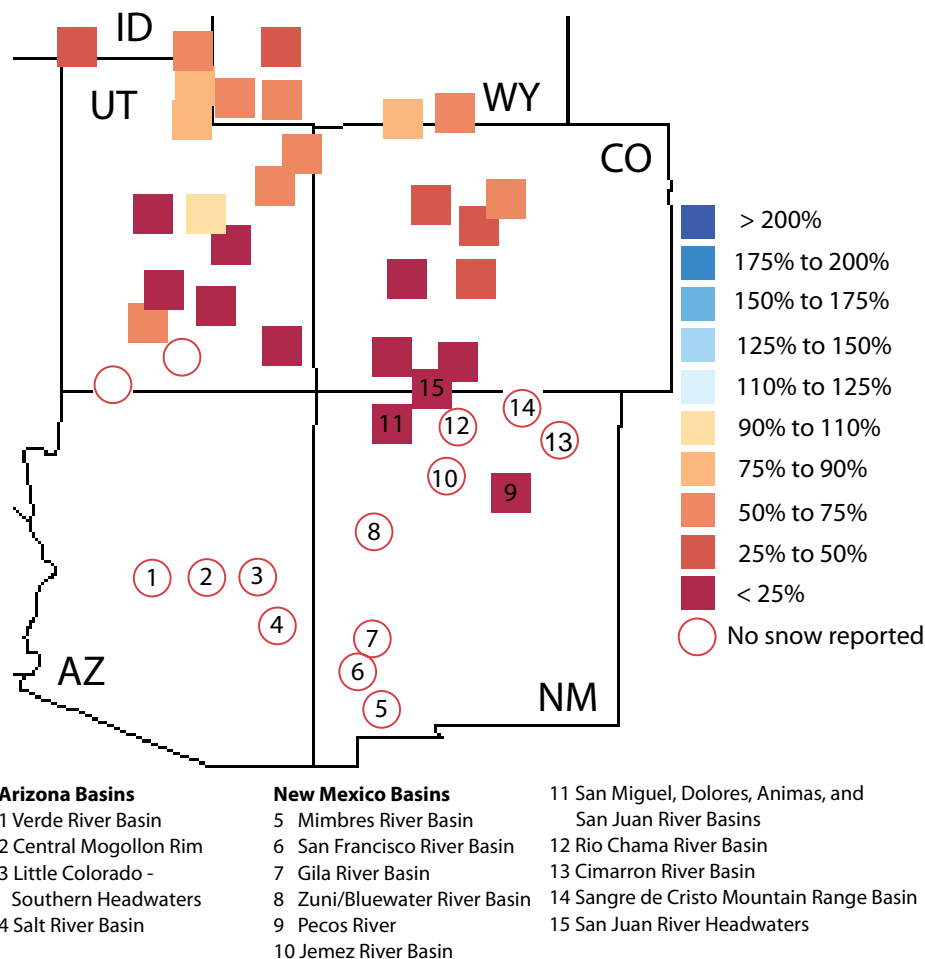 ID
UT
WY
CO
> 200%
175% to 200%
150% to 175%
125% to 150%
110% to 125%
90% to 110%
75% to 90%
50% to 75%
25% to 50%
< 25%
No snow reported
15
14
11
12
13
10
9
8
1
2
3
4
7
6
5
AZ
NM
Arizona Basins
1 Verde River Basin
2 Central Mogollon Rim
3 Little Colorado -
Southern Headwaters
4 Salt River Basin
New Mexico Basins
5 Mimbres River Basin
6 San Francisco River Basin
7 Gila River Basin
8 Zuni/Bluewater River Basin
9 Pecos River
10 Jemez River Basin
11 San Miguel, Dolores, Animas, and
San Juan River Basins
12 Rio Chama River Basin
13 Cimarron River Basin
14 Sangre de Cristo Mountain Range Basin
15 San Juan River Headwaters